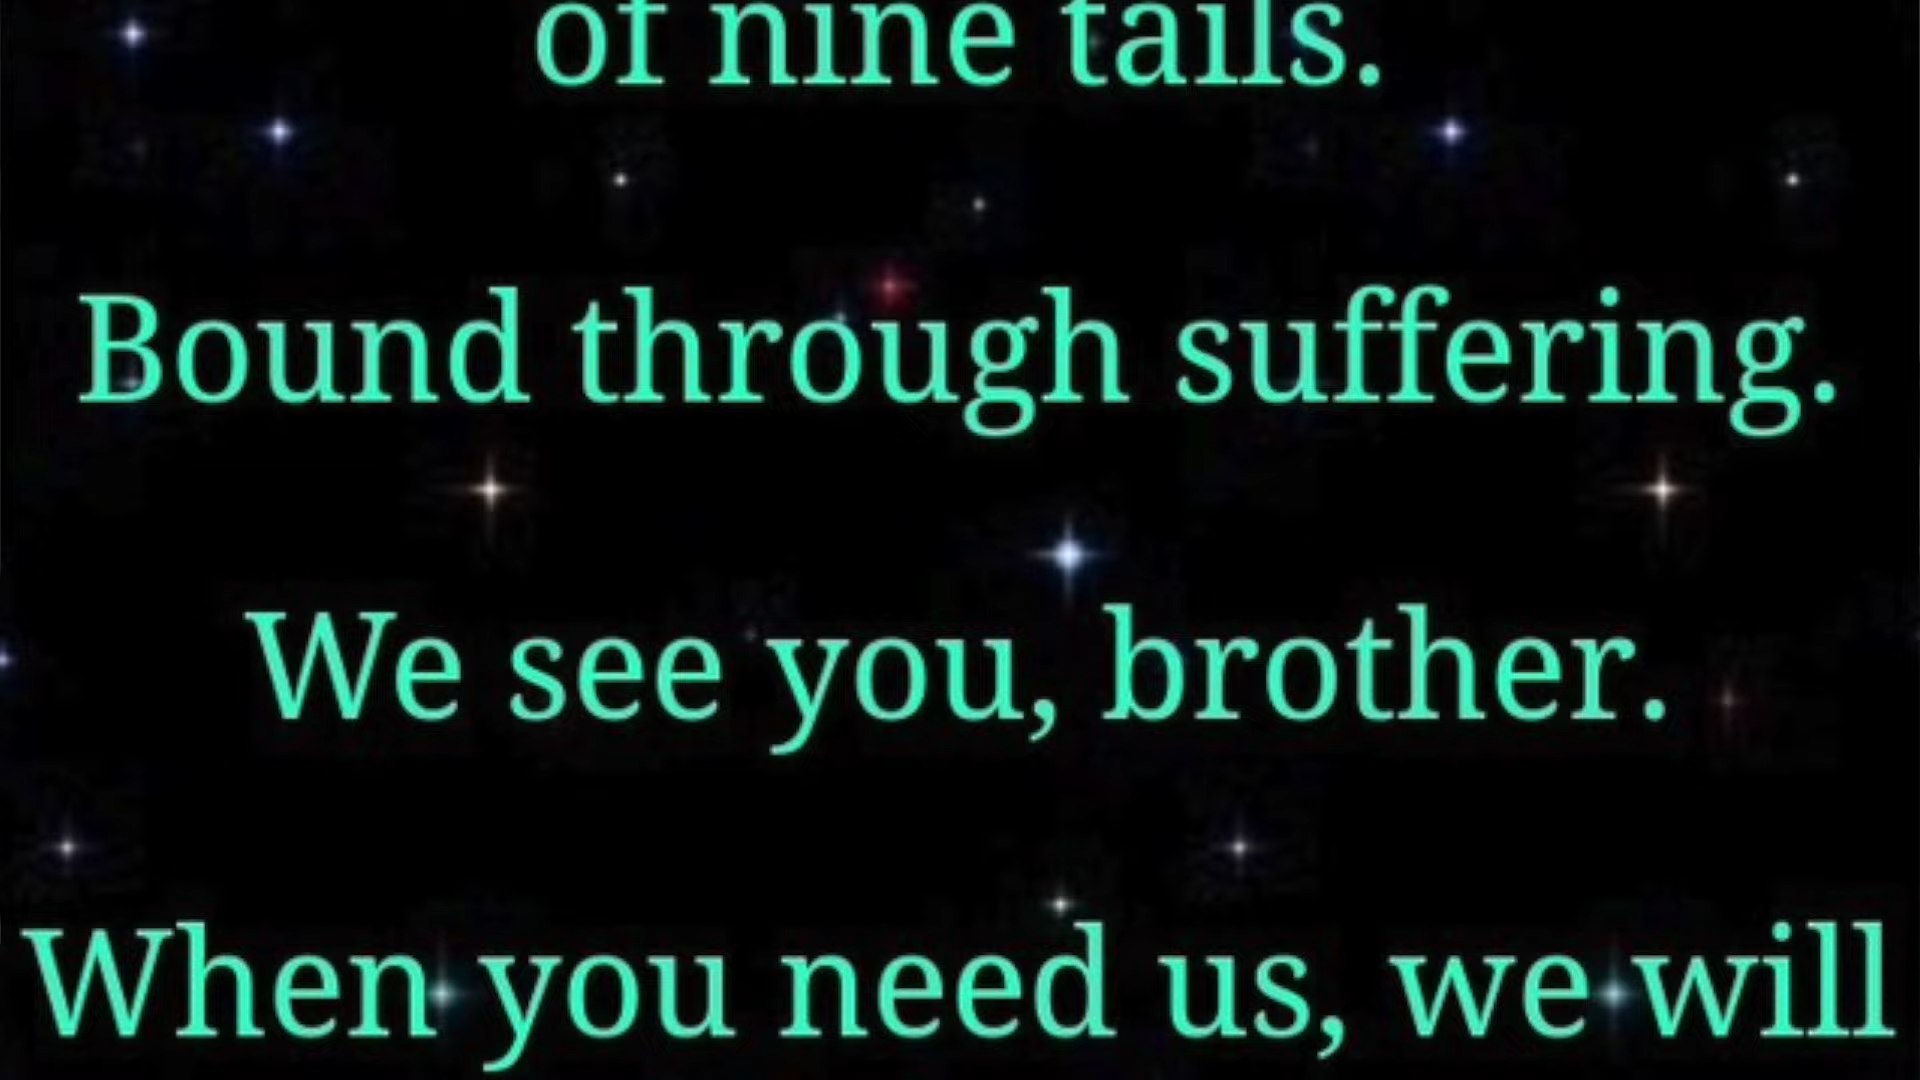 of nine tails.
Bound through suffering.
We see you, brother.
When you need us, we will